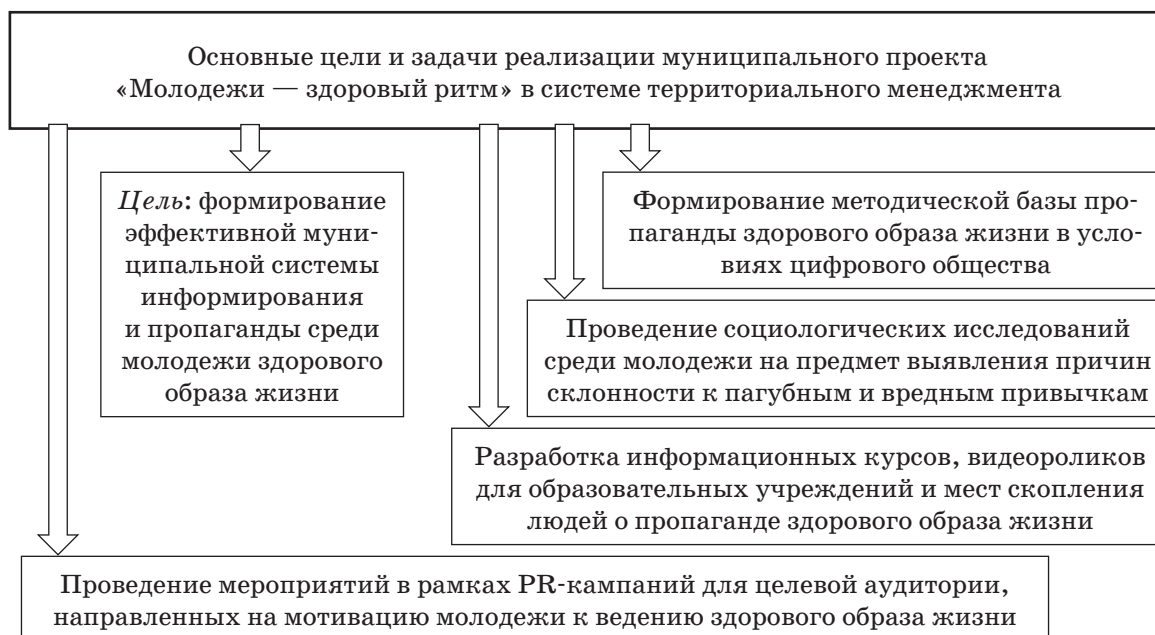 Основные цели и задачи реализации муниципального проекта
«Молодежи — здоровый ритм» в системе территориального менеджмента
Цель: формирование
эффективной муни-
ципальной системы
информирования
и пропаганды среди
молодежи здорового
образа жизни
Формирование методической базы про-
паганды здорового образа жизни в усло-
виях цифрового общества
Проведение социологических исследований
среди молодежи на предмет выявления причин
склонности к пагубным и вредным привычкам
Разработка информационных курсов, видеороликов
для образовательных учреждений и мест скопления
людей о пропаганде здорового образа жизни
Проведение мероприятий в рамках PR-кампаний для целевой аудитории,
направленных на мотивацию молодежи к ведению здорового образа жизни